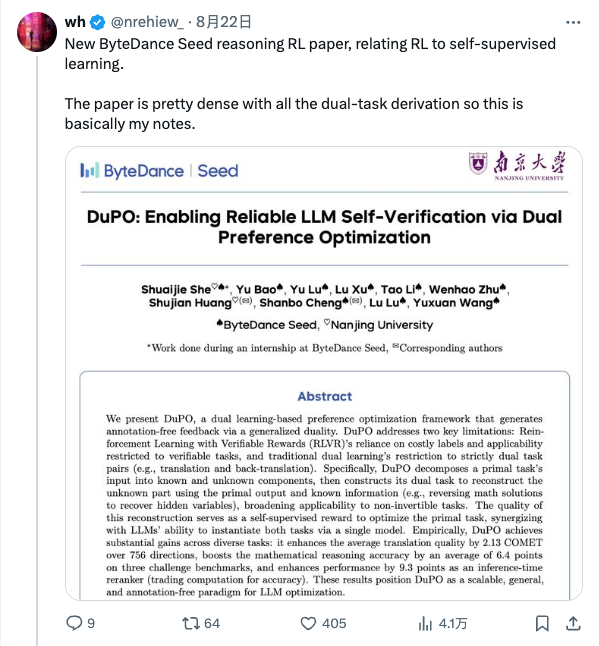 wh @nrehiew_ · 8月22日
New ByteDance Seed reasoning RL paper, relating RL to self-supervised
learning.
The paper is pretty dense with all the dual-task derivation so this is
basically my notes.
ByteDance | Seed
南京大學
NANJING UNIVERSITY
DuPO: Enabling Reliable LLM Self-Verification via Dual
Preference Optimization
Shuaijie She♡♠*, Yu Bao♠, Yu Lu♠, Lu Xu♠, Tao Li♠, Wenhao Zhu♠,
Shujian Huang♡(✉), Shanbo Cheng♠(✉), Lu Lu♠, Yuxuan Wang♠
♠ByteDance Seed, ♡Nanjing University
*Work done during an internship at ByteDance Seed, ✉Corresponding authors
Abstract
We present DuPO, a dual learning-based preference optimization framework that generates
annotation-free feedback via a generalized duality. DuPO addresses two key limitations: Rein-
forcement Learning with Verifiable Rewards (RLVR)'s reliance on costly labels and applicability
restricted to verifiable tasks, and traditional dual learning's restriction to strictly dual task
pairs (e.g., translation and back-translation). Specifically, DuPO decomposes a primal task's
input into known and unknown components, then constructs its dual task to reconstruct the
unknown part using the primal output and known information (e.g., reversing math solutions
to recover hidden variables), broadening applicability to non-invertible tasks. The quality of
this reconstruction serves as a self-supervised reward to optimize the primal task, synergizing
with LLMs' ability to instantiate both tasks via a single model. Empirically, DuPO achieves
substantial gains across diverse tasks: it enhances the average translation quality by 2.13 COMET
over 756 directions, boosts the mathematical reasoning accuracy by an average of 6.4 points
on three challenge benchmarks, and enhances performance by 9.3 points as an inference-time
reranker (trading computation for accuracy). These results position DuPO as a scalable, general,
and annotation-free paradigm for LLM optimization.
9 64 405 4.1万